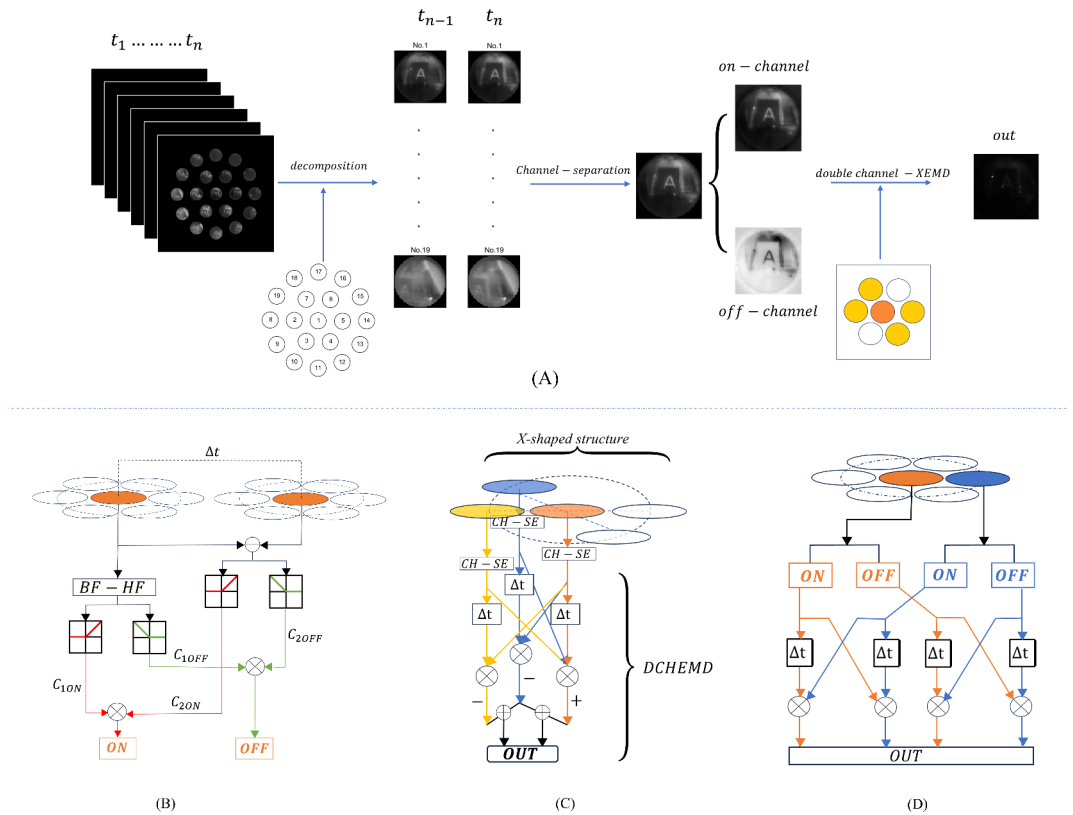 t₁ … … … tₙ
tₙ₋₁
tₙ
No.1
No.1
decomposition
No.19
No.19
17
18
16
19
7
6
15
8
2
1
5
14
9
3
4
13
10
12
11
Channel − separation
on − channel
off − channel
double channel − XEMD
out
(A)
Δt
−
BF − HF
C₁OFF
C₂OFF
C₁ON
C₂ON
ON
OFF
(B)
X-shaped structure
CH − SE
CH − SE
CH − SE
Δt
Δt
Δt
−
−
+
DCHEMD
OUT
(C)
ON
OFF
ON
OFF
Δt
Δt
Δt
Δt
OUT
(D)